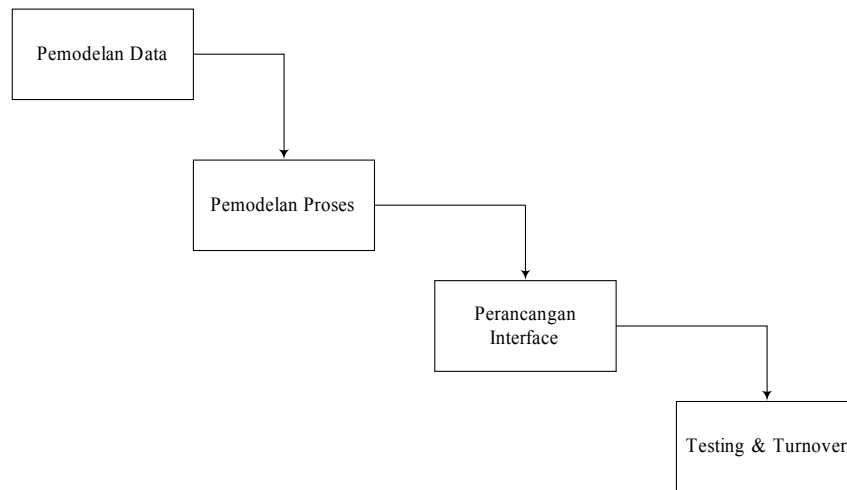 Pemodelan Data
Pemodelan Proses
Perancangan
Interface
Testing & Turnover